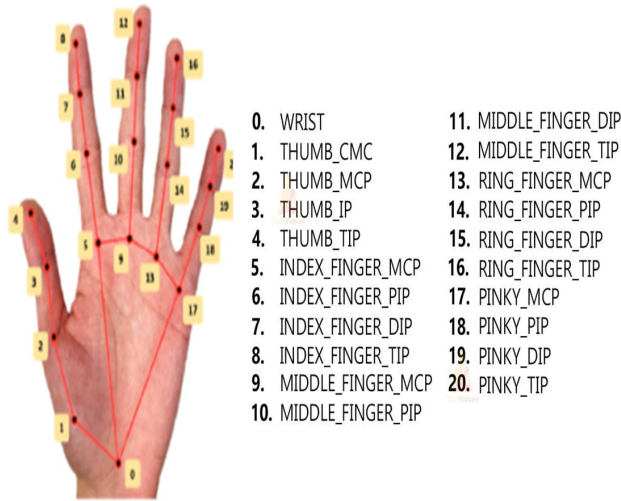 12
8
16
7
11
15
6
10
14
2
19
4
5
9
18
3
13
17
2
1
0
0. WRIST
1. THUMB_CMC
2. THUMB_MCP
3. THUMB_IP
4. THUMB_TIP
5. INDEX_FINGER_MCP
6. INDEX_FINGER_PIP
7. INDEX_FINGER_DIP
8. INDEX_FINGER_TIP
9. MIDDLE_FINGER_MCP
10. MIDDLE_FINGER_PIP
11. MIDDLE_FINGER_DIP
12. MIDDLE_FINGER_TIP
13. RING_FINGER_MCP
14. RING_FINGER_PIP
15. RING_FINGER_DIP
16. RING_FINGER_TIP
17. PINKY_MCP
18. PINKY_PIP
19. PINKY_DIP
20. PINKY_TIP